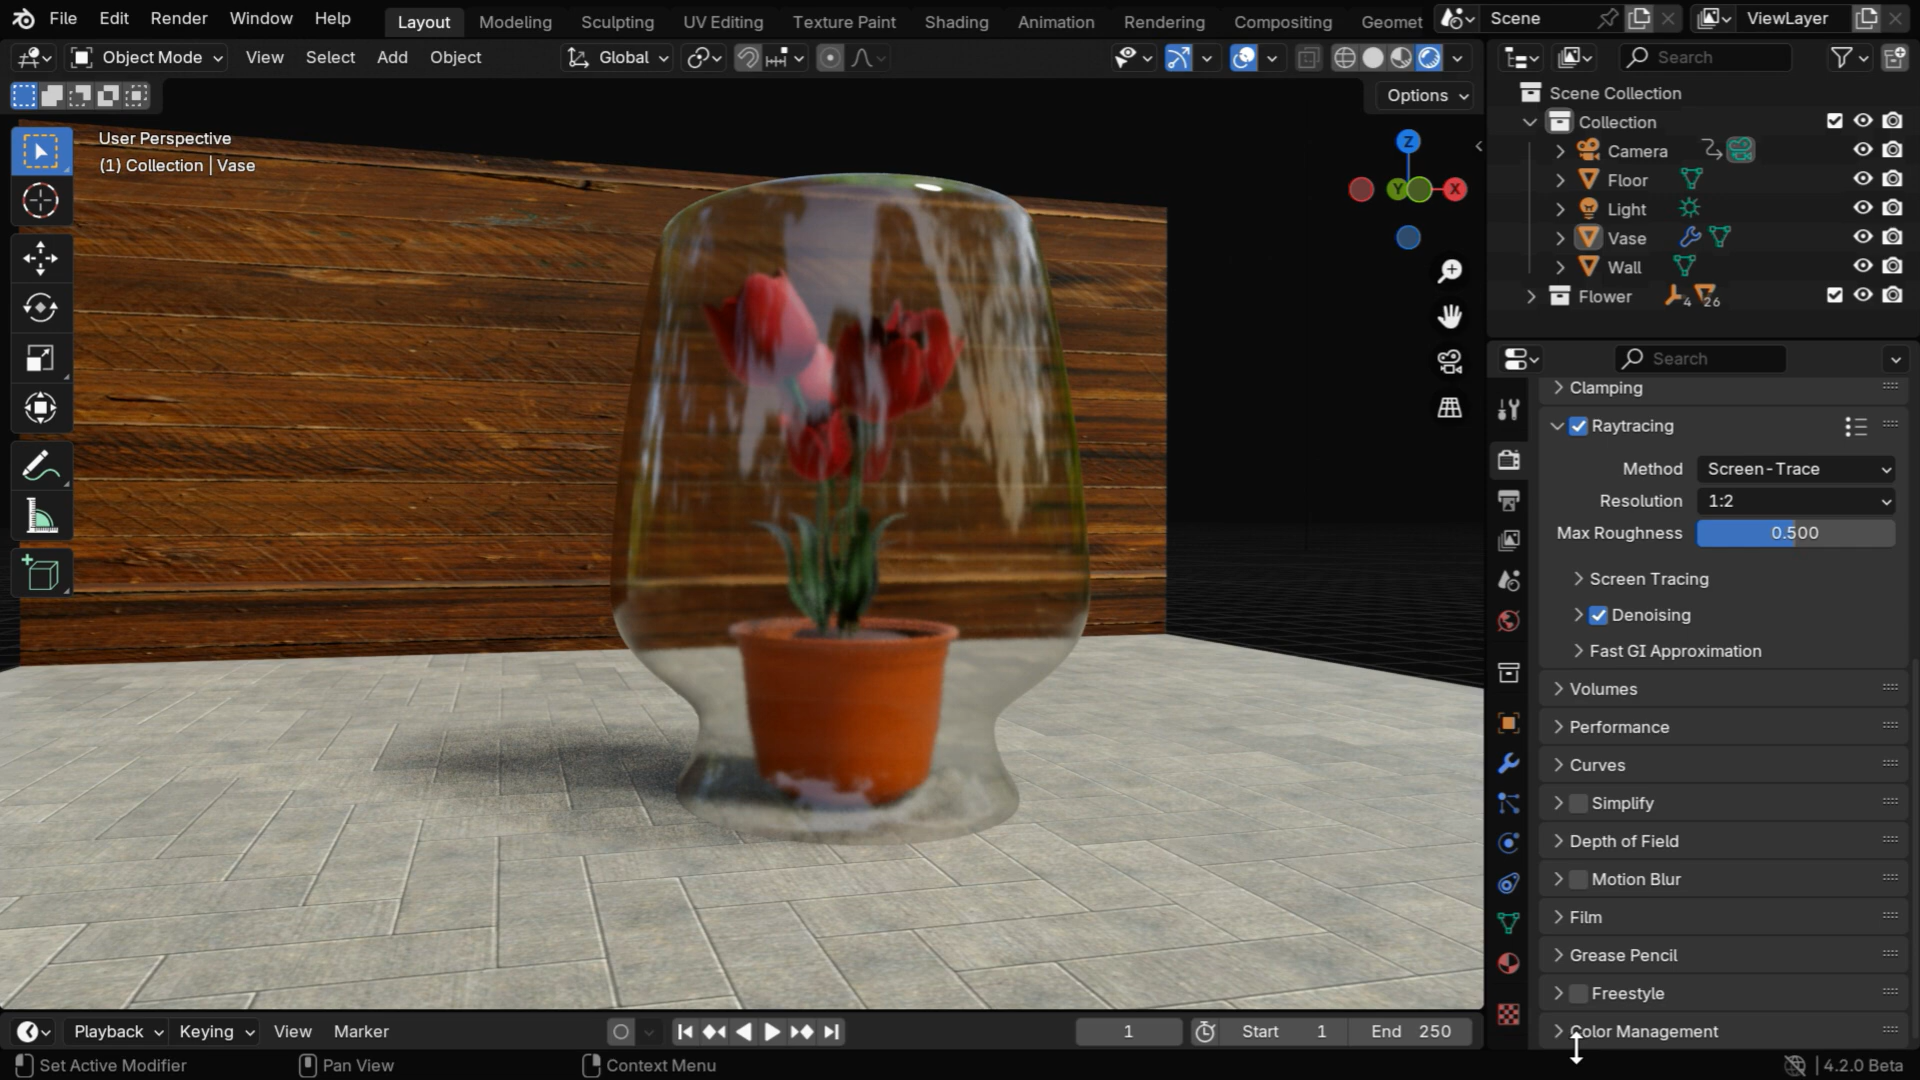 File Edit Render Window Help Layout Modeling Sculpting UV Editing Texture Paint Shading Animation Rendering Compositing Geomet Scene ViewLayer
Object Mode View Select Add Object Global Search
Options
Scene Collection
Collection
Camera
Floor
Light
Vase
Wall
Flower 4 26
User Perspective
(1) Collection | Vase
Z
Y X
Search
Clamping
Raytracing
Method Screen-Trace
Resolution 1:2
Max Roughness 0.500
Screen Tracing
Denoising
Fast GI Approximation
Volumes
Performance
Curves
Simplify
Depth of Field
Motion Blur
Film
Grease Pencil
Freestyle
Color Management
Playback Keying View Marker 1 Start 1 End 250
Set Active Modifier Pan View Context Menu 4.2.0 Beta